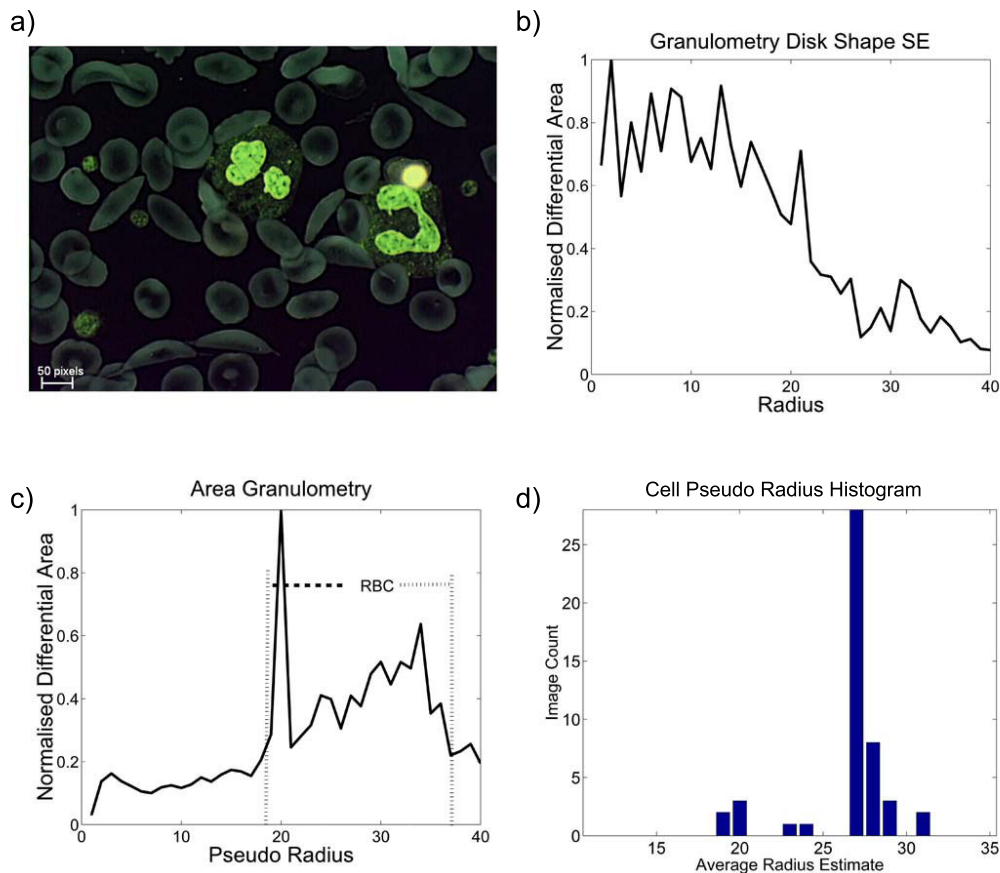 a)
50 pixels
b)
Granulometry Disk Shape SE
Normalised Differential Area
1
0.8
0.6
0.4
0.2
0
0 10 20 30 40
Radius
c)
Area Granulometry
Normalised Differential Area
1
0.8
0.6
0.4
0.2
0
RBC
0 10 20 30 40
Pseudo Radius
d)
Cell Pseudo Radius Histogram
Image Count
25
20
15
10
5
0
15 20 25 30 35
Average Radius Estimate